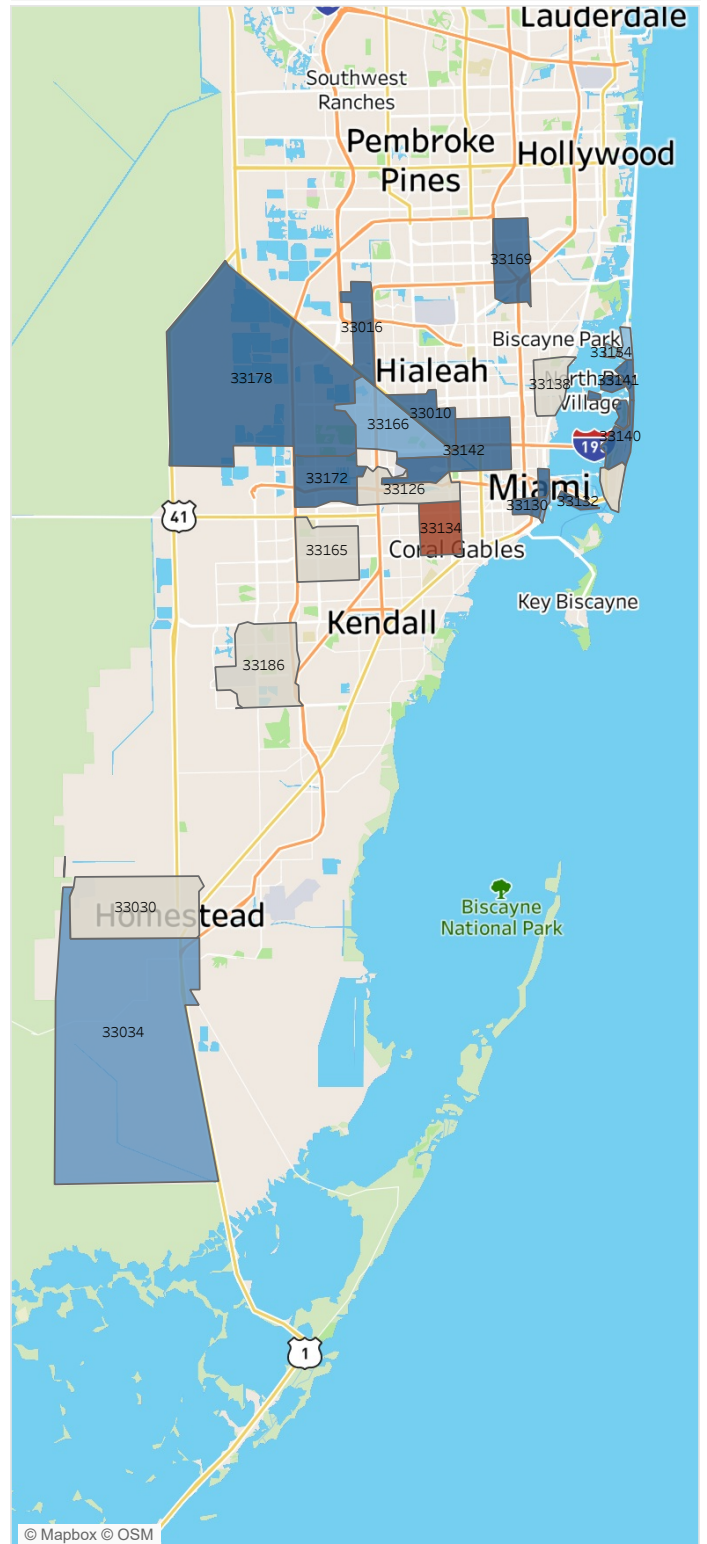 Lauderdale
Southwest
Ranches
Pembroke
Pines
Hollywood
33169
33016
Biscayne Park
33154
Hialeah
33178
33138
33141
Village
33010
33166
33140
33142
195
33172
33126
Miami
33130
33132
41
33134
33165
Coral Gables
Key Biscayne
Kendall
33186
33030
Homestead
Biscayne
National Park
33034
1
© Mapbox © OSM